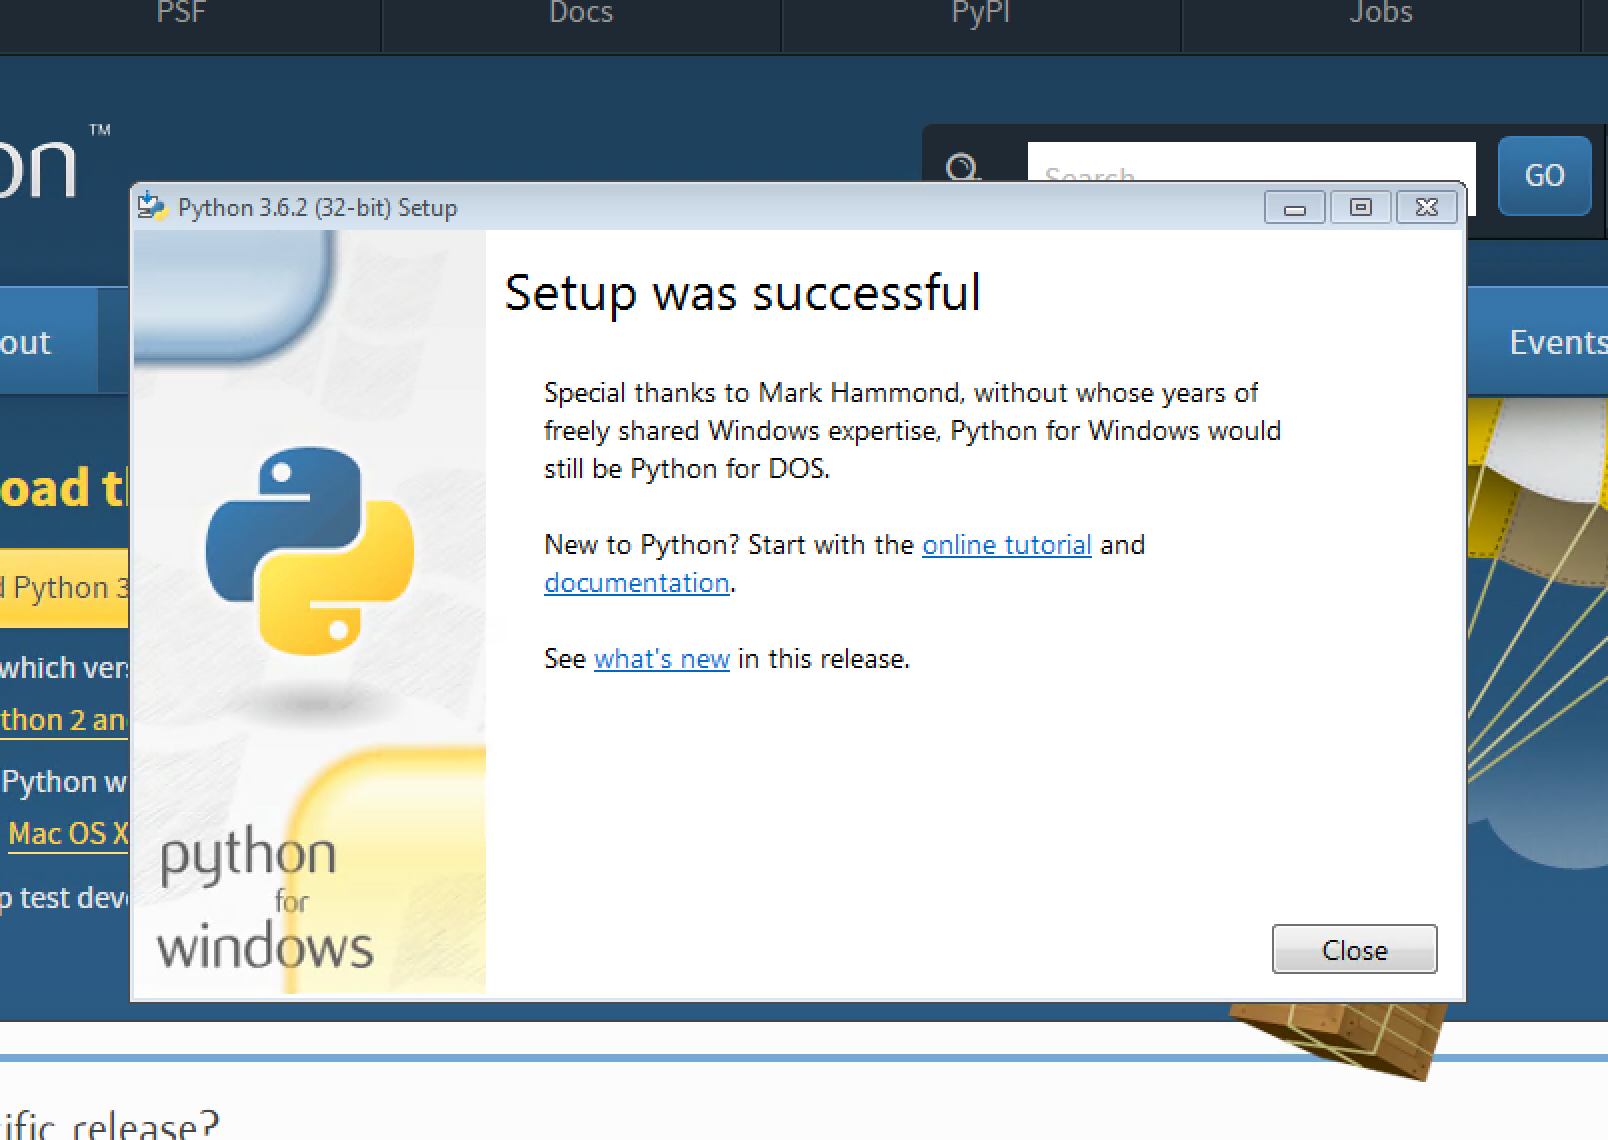 PSF Docs PyPI Jobs
on™
Search GO
Python 3.6.2 (32-bit) Setup
Setup was successful
out
Events
Special thanks to Mark Hammond, without whose years of
freely shared Windows expertise, Python for Windows would
still be Python for DOS.
oad th
New to Python? Start with the online tutorial and
documentation.
d Python 3
See what's new in this release.
which vers
thon 2 an
Python w
Mac OS X
p test dev
python
for
windows
Close
ific release?